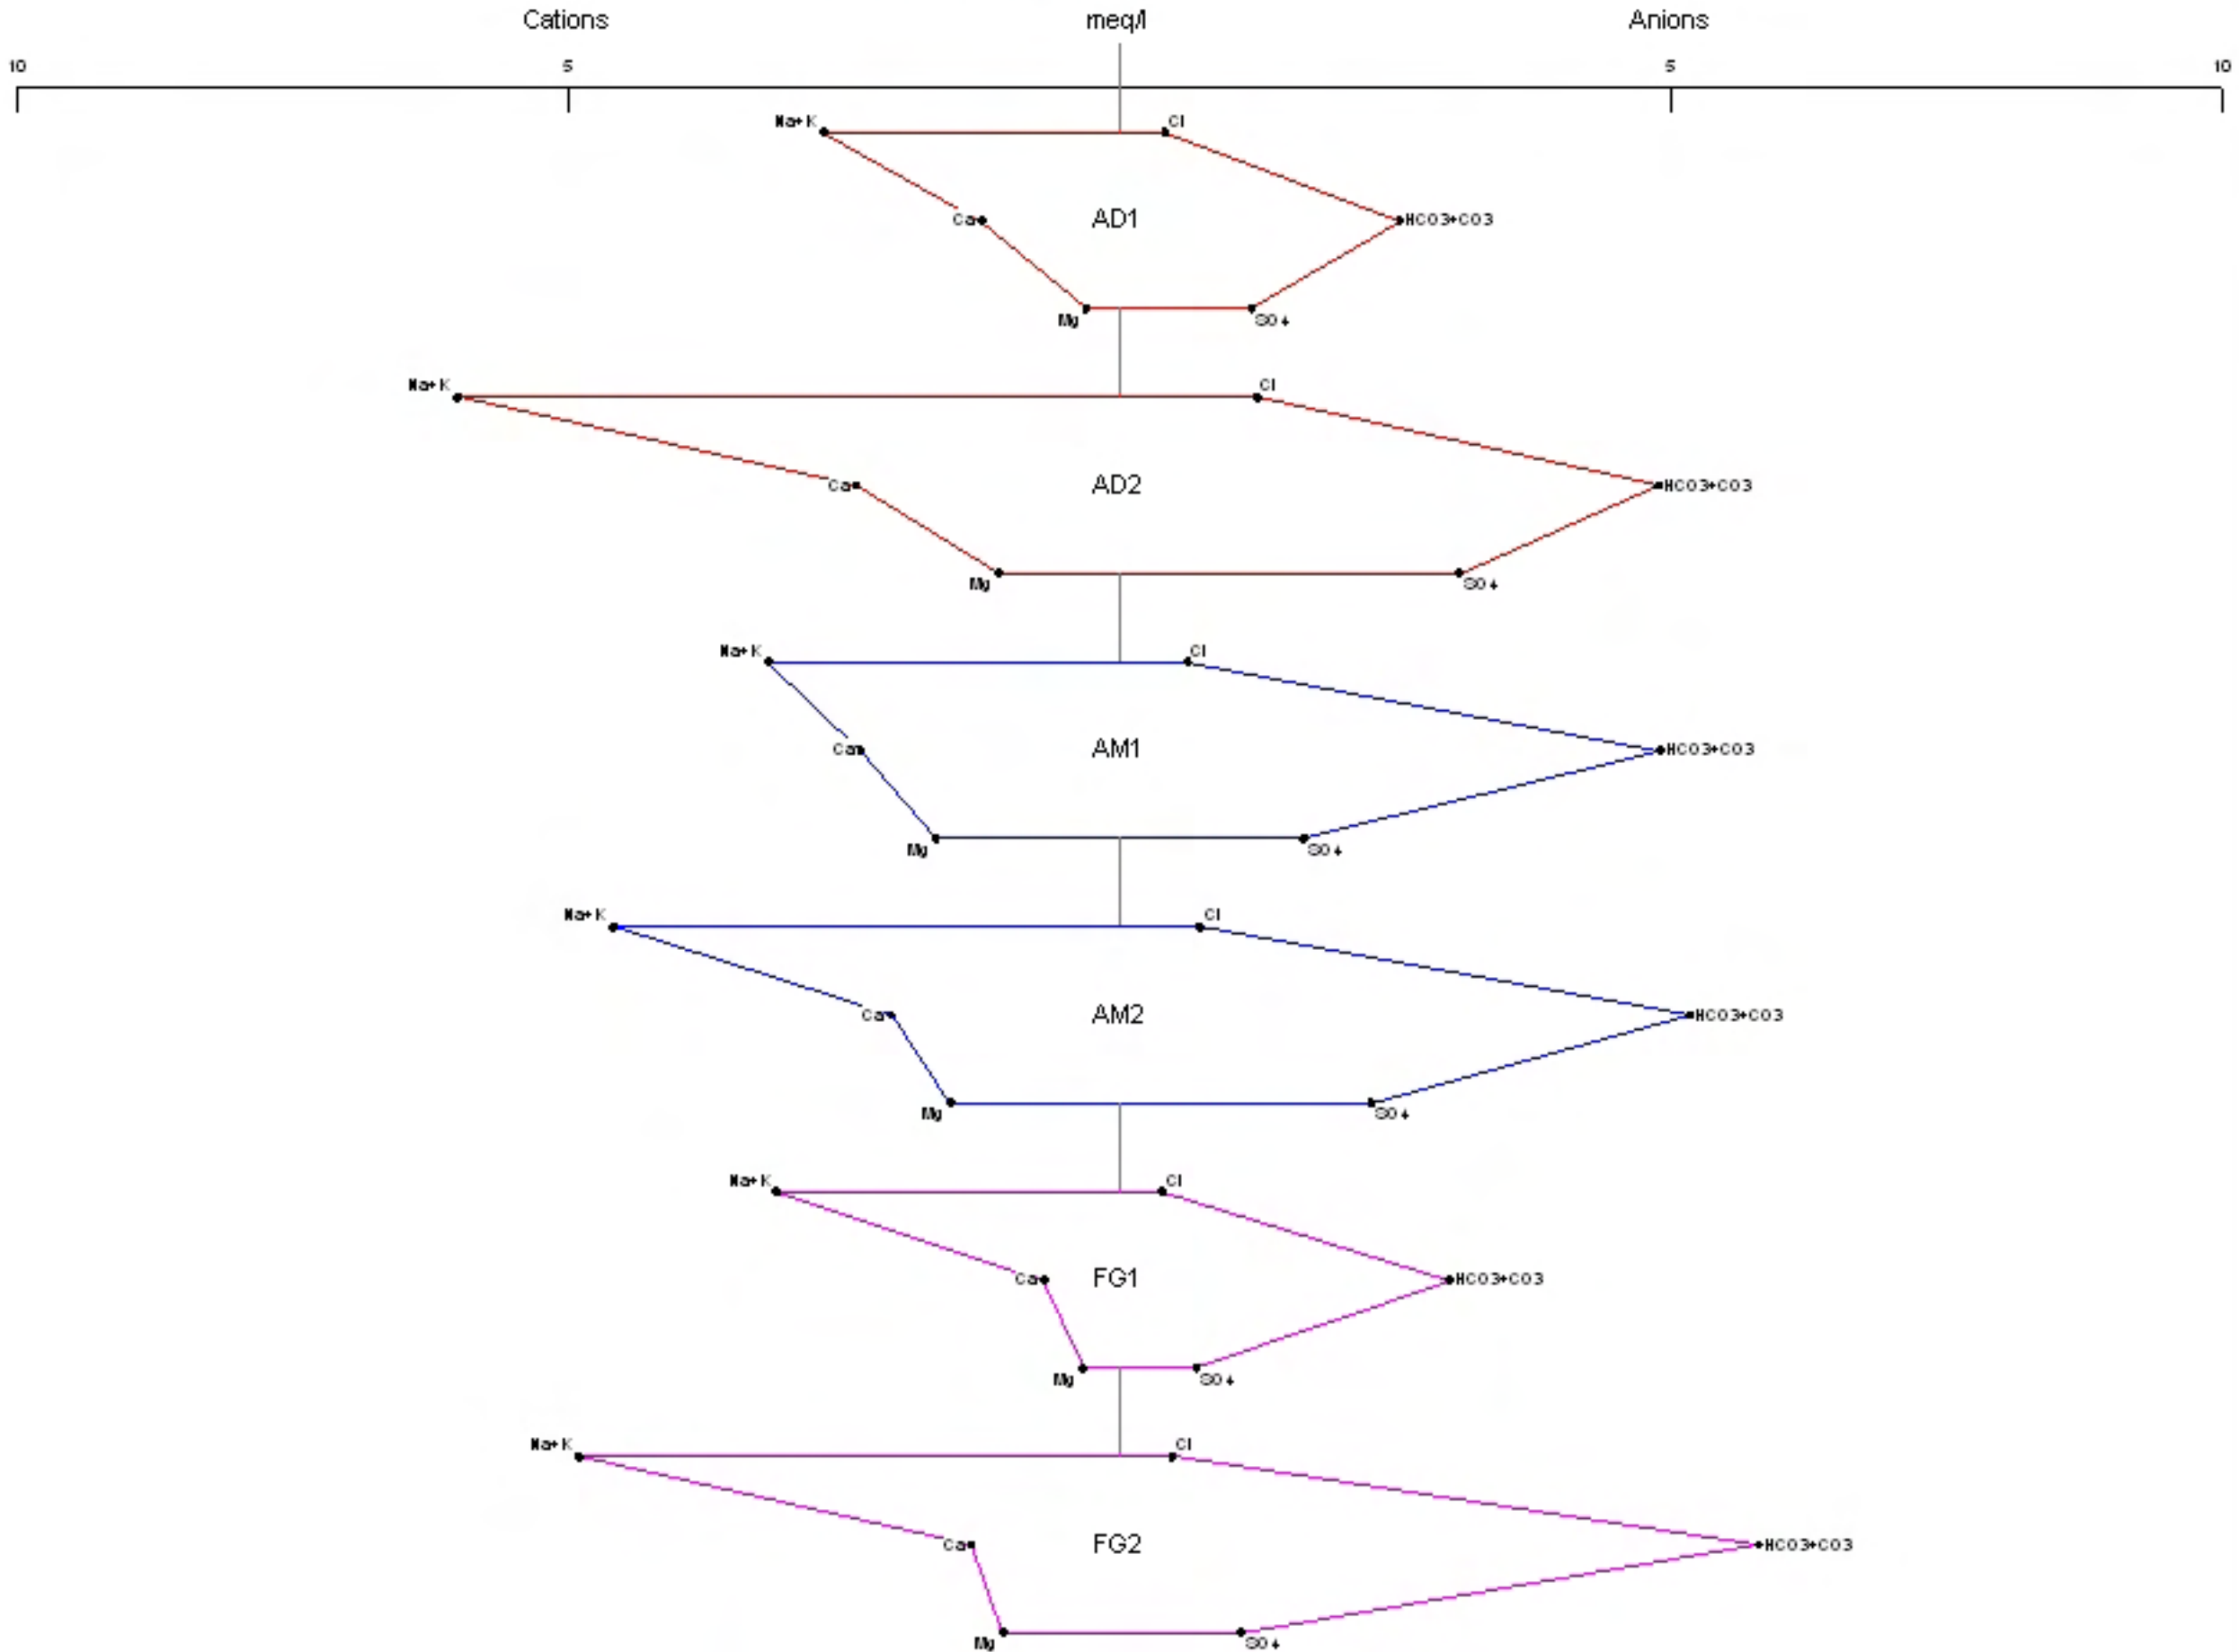 Cations meq/l Anions
10 5 5 10
Na+K Cl
Ca AD1 HCO3+CO3
Mg SO4
Na+K Cl
Ca AD2 HCO3+CO3
Mg SO4
Na+K Cl
Ca AM1 HCO3+CO3
Mg SO4
Na+K Cl
Ca AM2 HCO3+CO3
Mg SO4
Na+K Cl
Ca FG1 HCO3+CO3
Mg SO4
Na+K Cl
Ca FG2 HCO3+CO3
Mg SO4